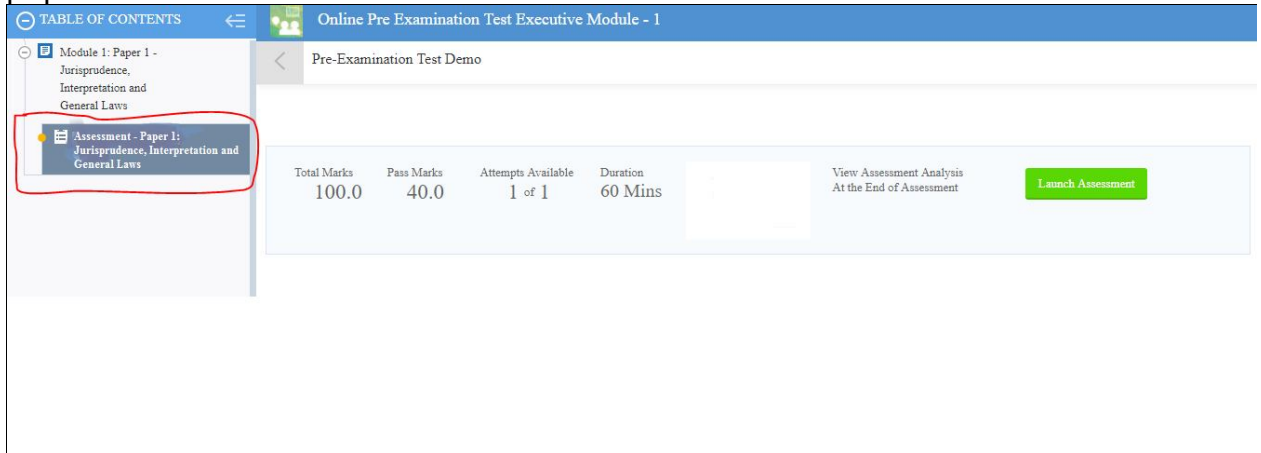 TABLE OF CONTENTS
Online Pre Examination Test Executive Module - 1
Module 1: Paper 1 -
Jurisprudence,
Interpretation and
General Laws
Assessment - Paper 1:
Jurisprudence, Interpretation and
General Laws
Pre-Examination Test Demo
Total Marks
100.0
Pass Marks
40.0
Attempts Available
1 of 1
Duration
60 Mins
View Assessment Analysis
At the End of Assessment
Launch Assessment